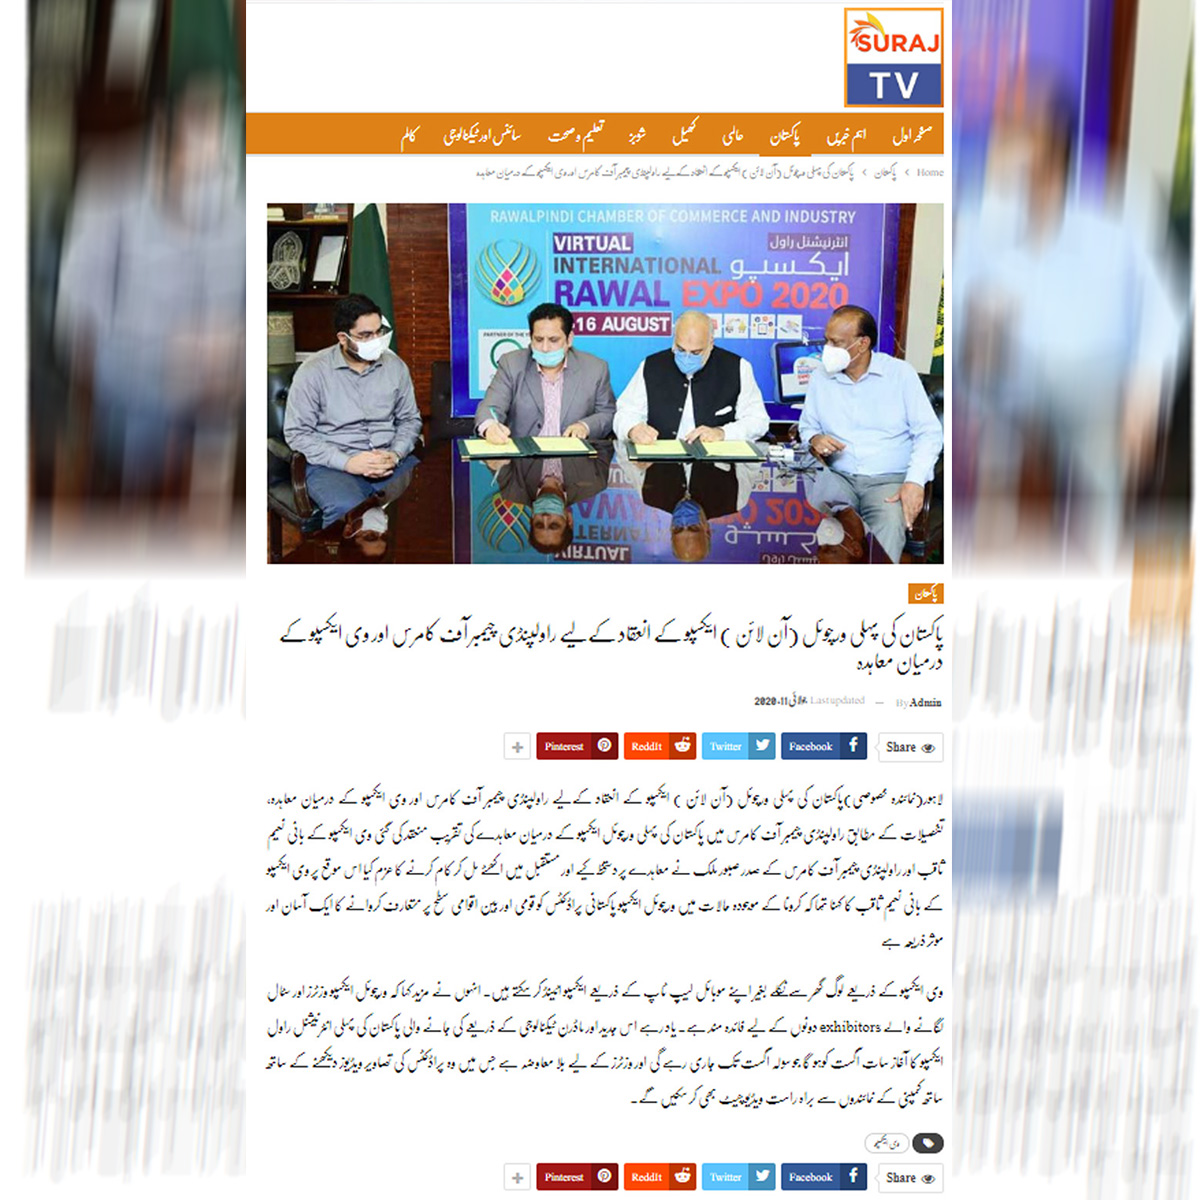 SURAJ
TV
صفحہ اول اہم خبریں پاکستان عالمی کھیل شوبز تعلیم و صحت سائنس اور ٹیکنالوجی کالم
Home › پاکستان › پاکستان کی پہلی ورچوئل (آن لائن ) ایکسپو کے انعقاد کے لیے راولپنڈی چیمبر آف کامرس اور وی ایکسپو کے درمیان معاہدہ
RAWALPINDI CHAMBER OF COMMERCE AND INDUSTRY
VIRTUAL انٹرنیشنل راول
INTERNATIONAL ایکسپو
RAWAL EXPO 2020
16 AUGUST
پاکستان
پاکستان کی پہلی ورچوئل (آن لائن ) ایکسپو کے انعقاد کے لیے راولپنڈی چیمبر آف کامرس اور وی ایکسپو کے
درمیان معاہدہ
By Admin — Last updated جولائی 11, 2020
Share Facebook Twitter ReddIt Pinterest +
لاہور(نمائندہ خصوصی)پاکستان کی پہلی ورچوئل (آن لائن ) ایکسپو کے انعقاد کے لیے راولپنڈی چیمبر آف کامرس اور وی ایکسپو کے درمیان معاہدہ،
تفصیلات کے مطابق راولپنڈی چیمبر آف کامرس میں پاکستان کی پہلی ورچوئل ایکسپو کے درمیان معاہدے کی تقریب منعقد کی گئی وی ایکسپو کے بانی نعیم
ثاقب اور راولپنڈی چیمبر آف کامرس کے صدر صبور ملک نے معاہدے پر دستخط کیے اور مستقبل میں اکھٹے مل کر کام کرنے کا عزم کیا اس موقع پر وی ایکسپو
کے بانی نعیم ثاقب کا کہنا تھا کہ کرونا کے موجودہ حالات میں ورچوئل ایکسپو پاکستانی پراڈکٹس کو قومی اور بین اقوامی سطح پر متعارف کروانے کا ایک آسان اور
موثر ذریعہ ہے
وی ایکسپو کے ذریعے لوگ گھر سے نکلے بغیر اپنے موبائل لیپ ٹاپ کے ذریعے ایکسپو اٹینڈ کر سکتے ہیں۔ انہوں نے مزید کہا کہ ورچوئل ایکسپو وزٹرز اور سٹال
لگانے والے exhibitors دونوں کے لیے فائدہ مند ہے۔ یاد رہے اس جدید اور ماڈرن ٹیکنالوجی کے ذریعے کی جانے والی پاکستان کی پہلی انٹرنیشنل راول
ایکسپو کا آغاز سات اگست کو ہو گا جو سولہ اگست تک جاری رہے گی اور وزٹرز کے لیے بلا معاوضہ ہے جس میں وہ پراڈکٹس کی تصاویر ویڈیوز دیکھنے کے ساتھ
ساتھ کمپنی کے نمائندوں سے براہ راست ویڈیو چیٹ بھی کر سکیں گے۔
وی ایکسپو
Share Facebook Twitter ReddIt Pinterest +